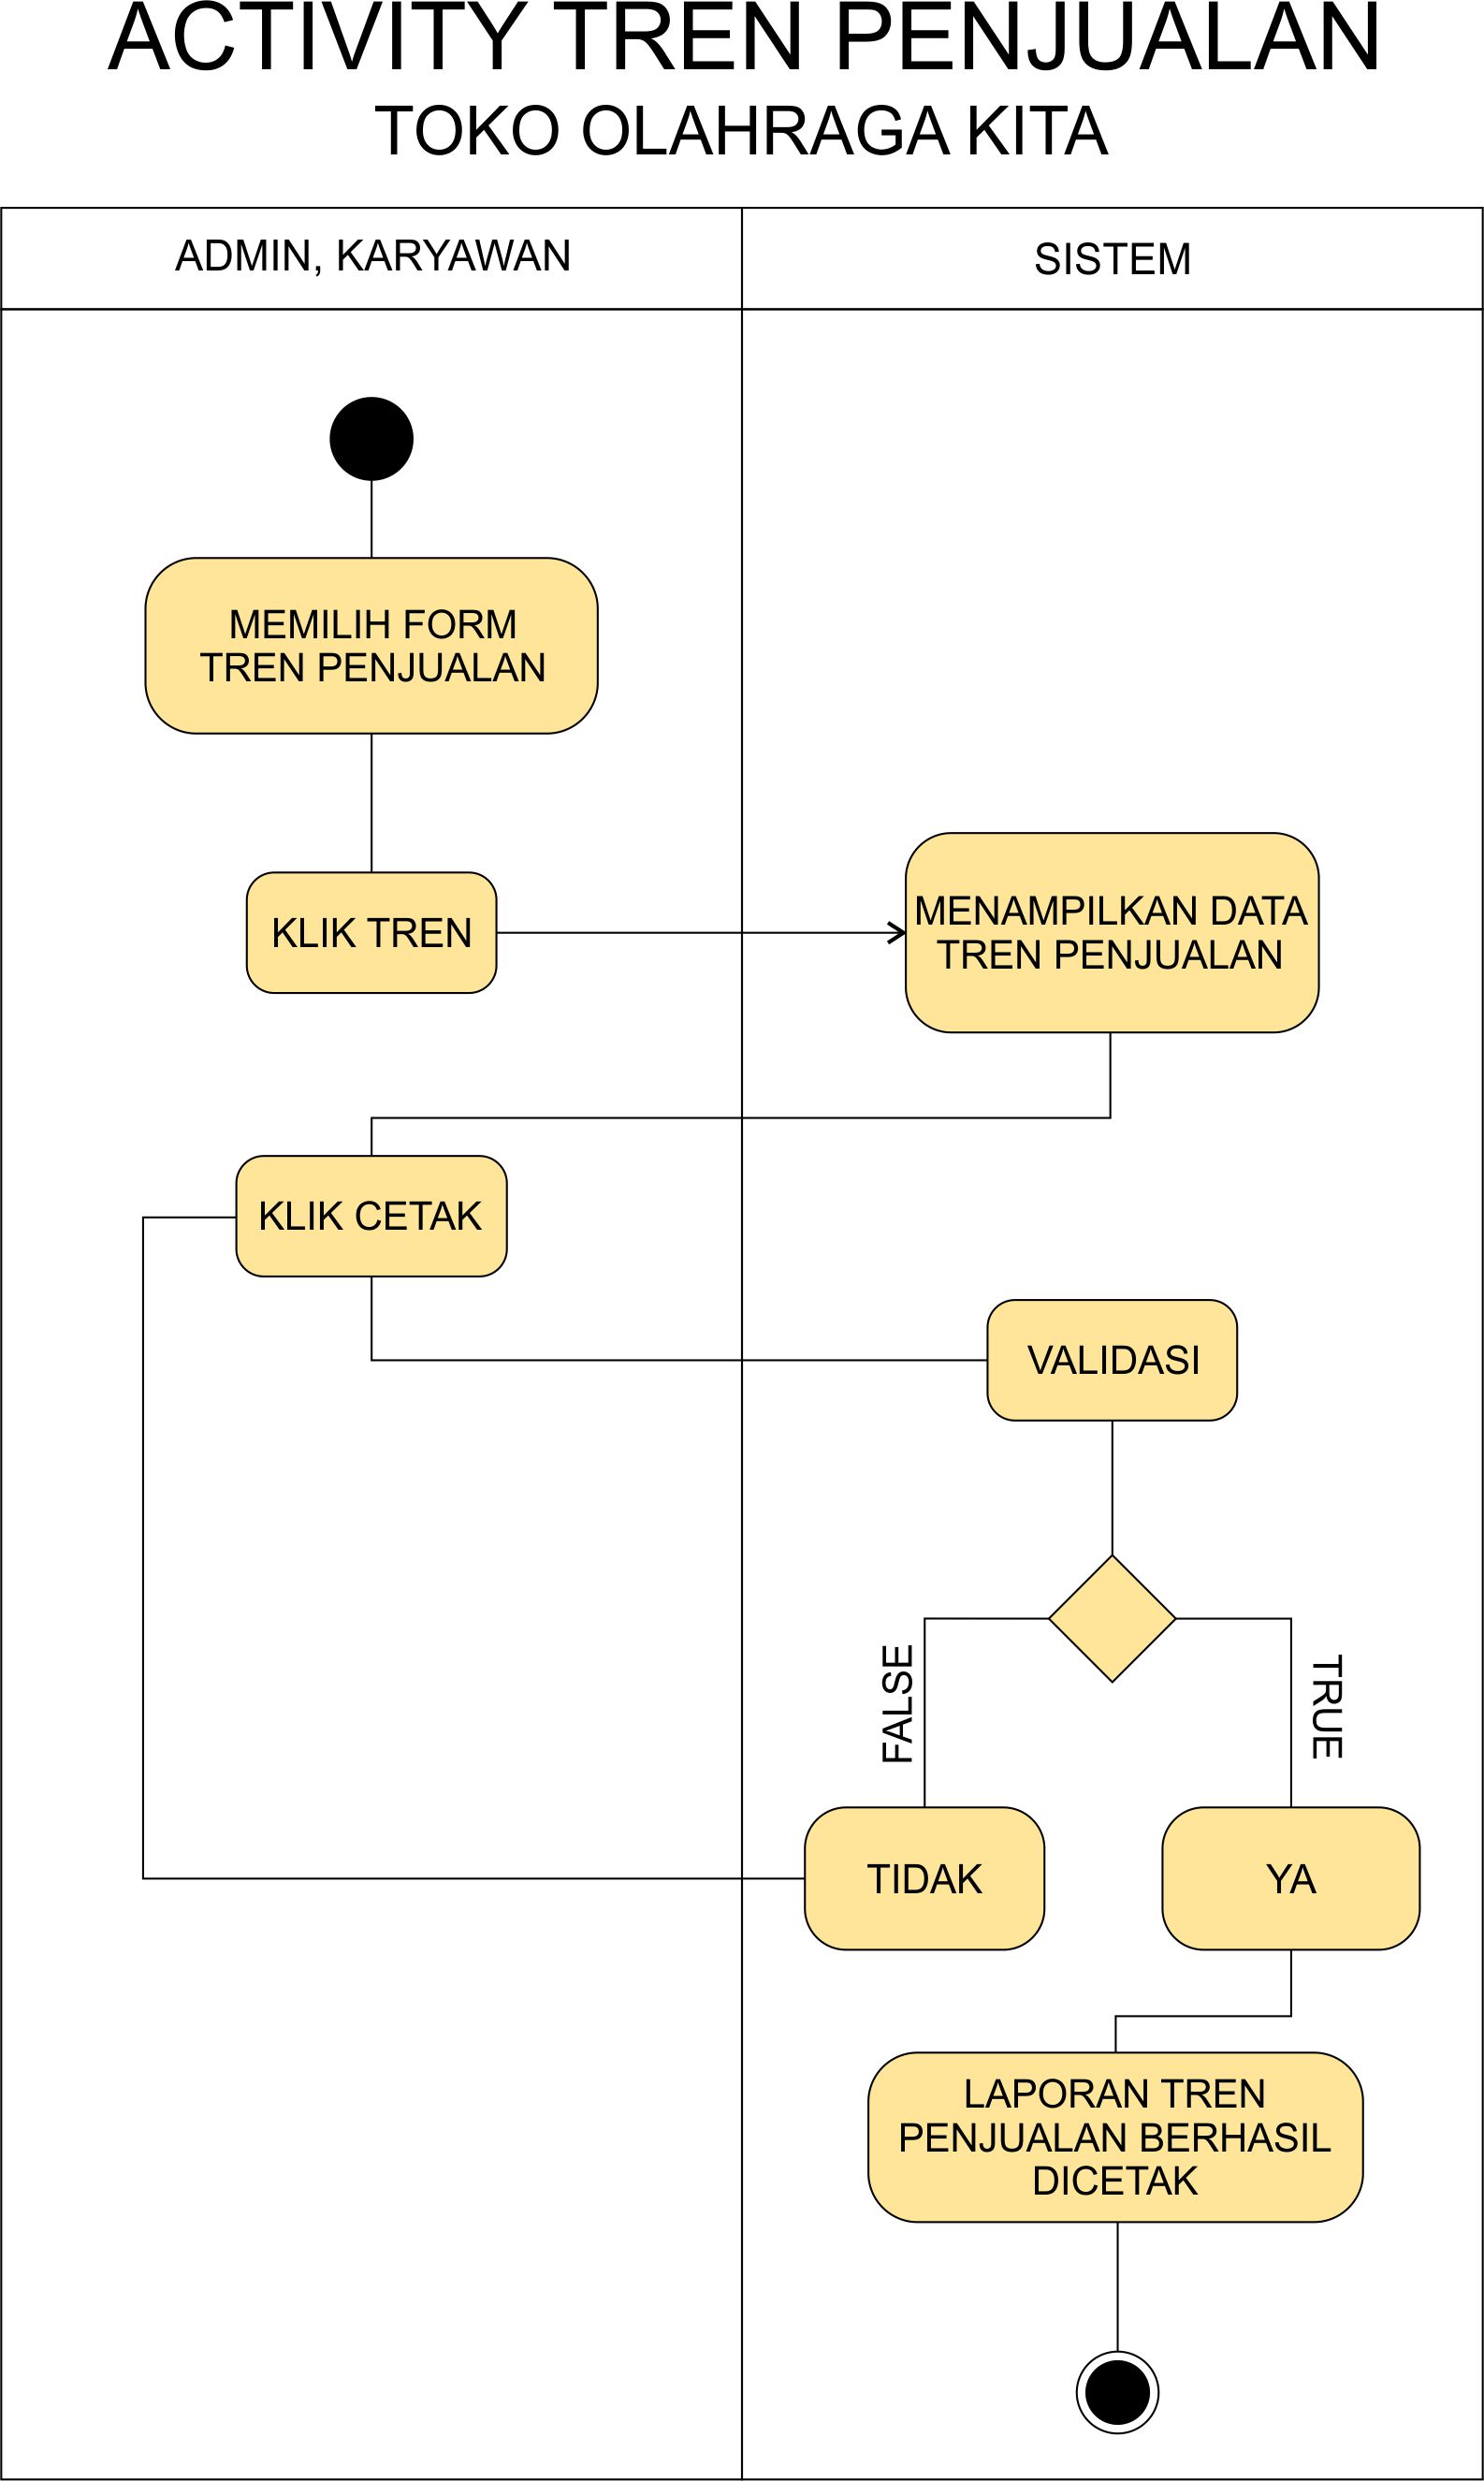 ACTIVITY TREN PENJUALAN
TOKO OLAHRAGA KITA
ADMIN, KARYAWAN
SISTEM
MEMILIH FORM
TREN PENJUALAN
KLIK TREN
MENAMPILKAN DATA
TREN PENJUALAN
KLIK CETAK
VALIDASI
FALSE
TRUE
TIDAK
YA
LAPORAN TREN
PENJUALAN BERHASIL
DICETAK